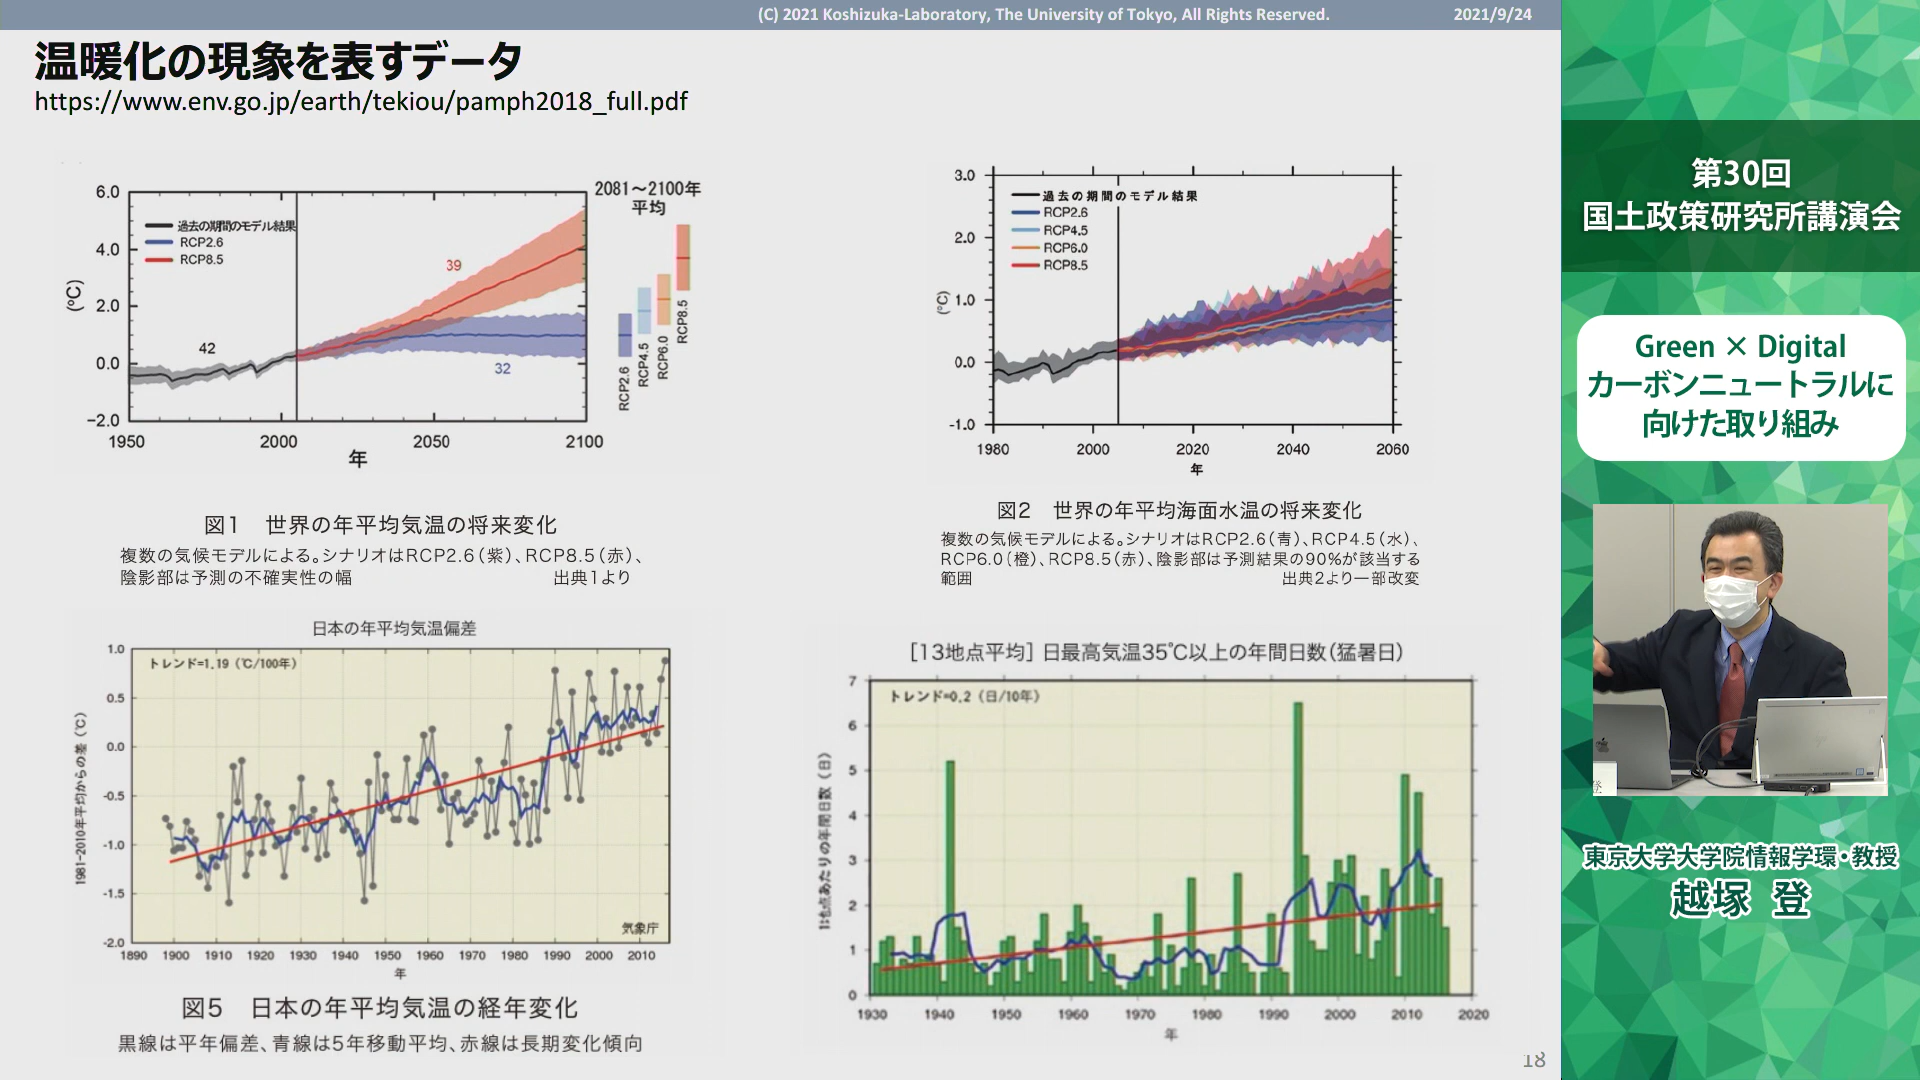 (C) 2021 Koshizuka-Laboratory, The University of Tokyo, All Rights Reserved.
2021/9/24
温暖化の現象を表すデータ
https://www.env.go.jp/earth/tekiou/pamph2018_full.pdf
6.0
4.0
2.0
0.0
−2.0
(℃)
過去の期間のモデル結果
RCP2.6
RCP8.5
39
42
32
1950
2000
2050
2100
年
2081～2100年
平均
RCP2.6
RCP4.5
RCP6.0
RCP8.5
図1　世界の年平均気温の将来変化
複数の気候モデルによる。シナリオはRCP2.6（紫）、RCP8.5（赤）、
陰影部は予測の不確実性の幅　出典1より
3.0
2.0
1.0
0.0
-1.0
(℃)
過去の期間のモデル結果
RCP2.6
RCP4.5
RCP6.0
RCP8.5
1980
2000
2020
2040
2060
年
図2　世界の年平均海面水温の将来変化
複数の気候モデルによる。シナリオはRCP2.6（青）、RCP4.5（水）、
RCP6.0（橙）、RCP8.5（赤）、陰影部は予測結果の90%が該当する
範囲　出典2より一部改変
日本の年平均気温偏差
トレンド=1.19（℃/100年）
1.0
0.5
0.0
-0.5
-1.0
-1.5
-2.0
1981-2010年平均からの差（℃）
気象庁
1890
1900
1910
1920
1930
1940
1950
1960
1970
1980
1990
2000
2010
年
図5　日本の年平均気温の経年変化
黒線は平年偏差、青線は5年移動平均、赤線は長期変化傾向
［13地点平均］日最高気温35℃以上の年間日数（猛暑日）
トレンド=0.2（日/10年）
7
6
5
4
3
2
1
0
1地点あたりの年間日数（日）
1930
1940
1950
1960
1970
1980
1990
2000
2010
2020
年
18
第30回
国土政策研究所講演会
Green × Digital
カーボンニュートラルに
向けた取り組み
東京大学大学院情報学環・教授
越塚 登